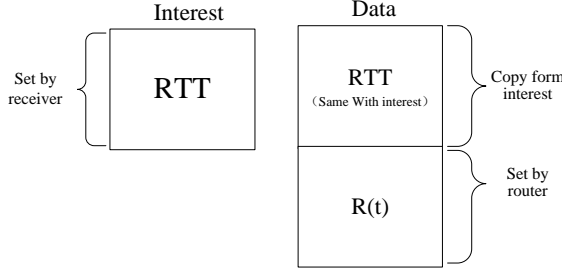 Interest
Data
Set by
receiver
RTT
RTT
（Same With interest）
Copy form
interest
R(t)
Set by
router